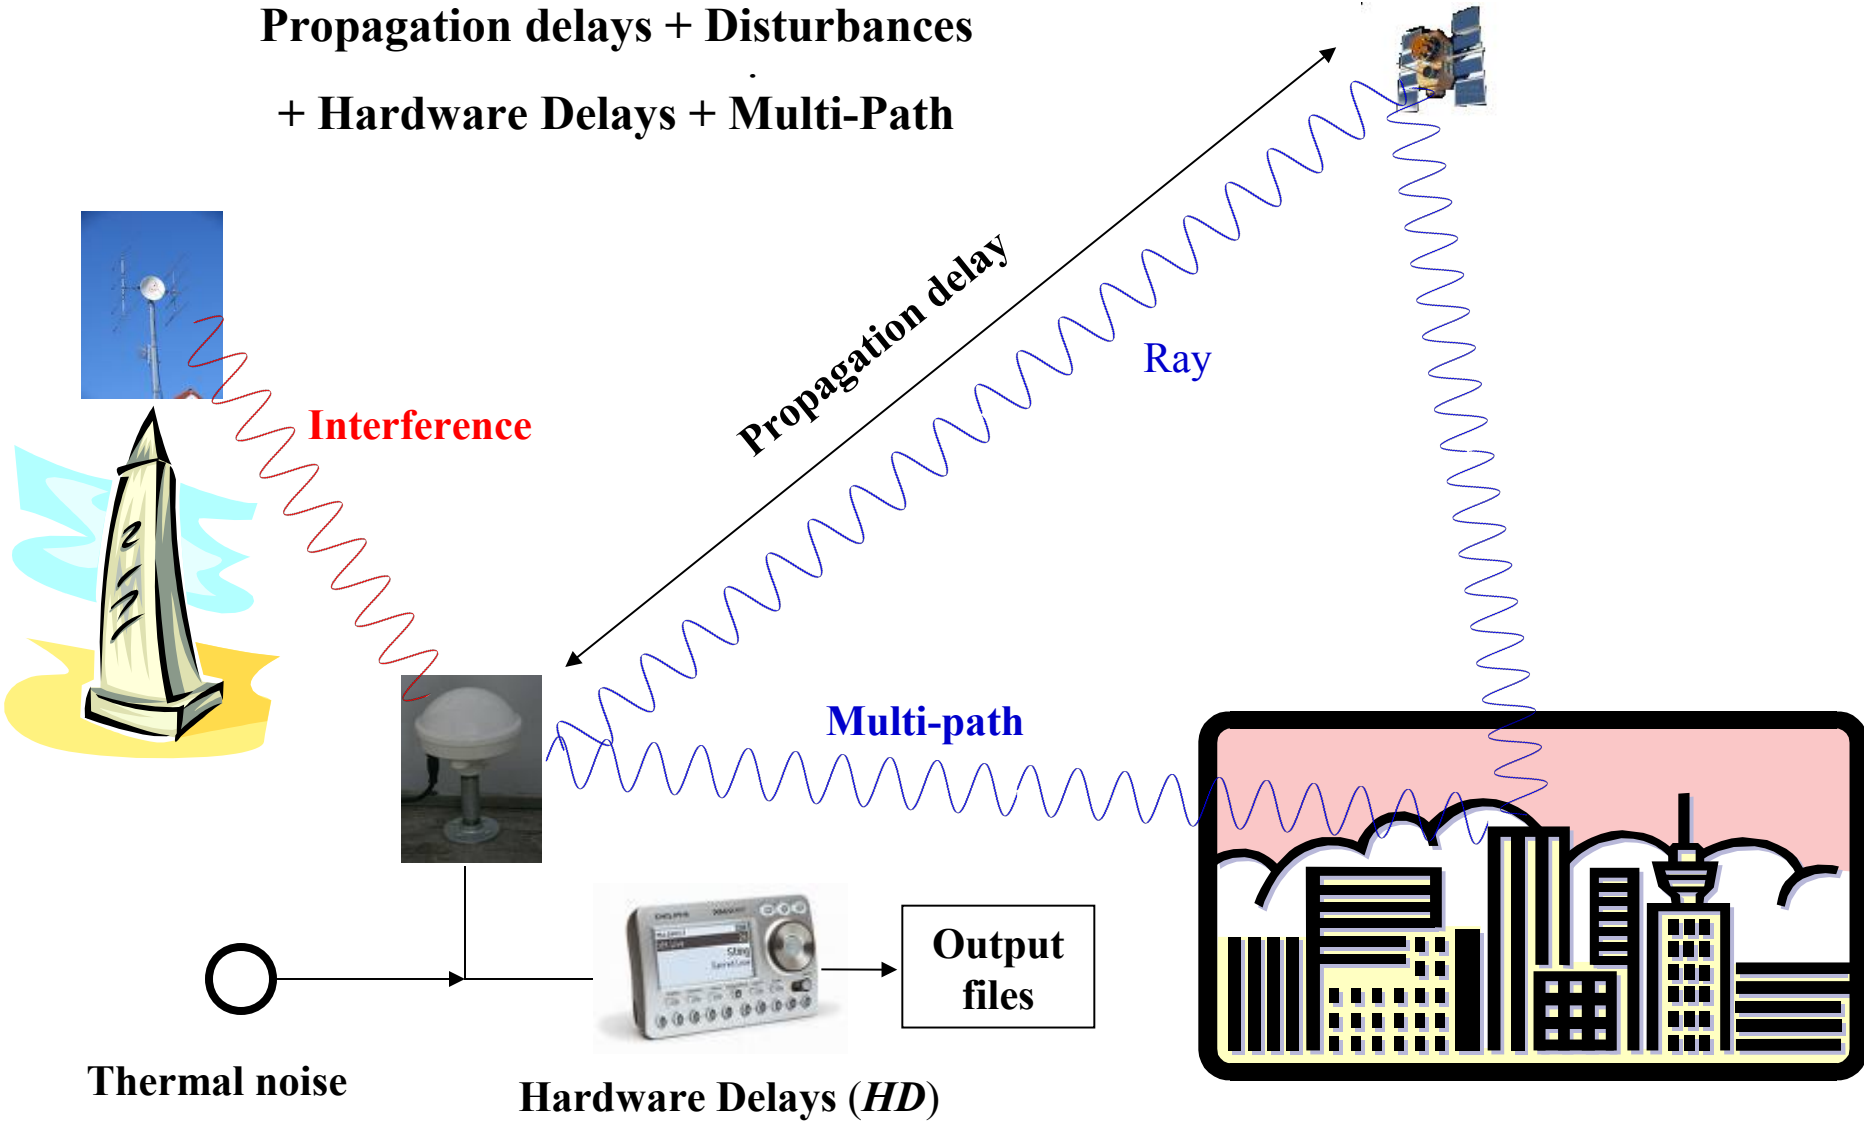 Propagation delays + Disturbances
+ Hardware Delays + Multi-Path
Propagation delay
Ray
Interference
Multi-path
Output
files
Thermal noise
Hardware Delays (HD)